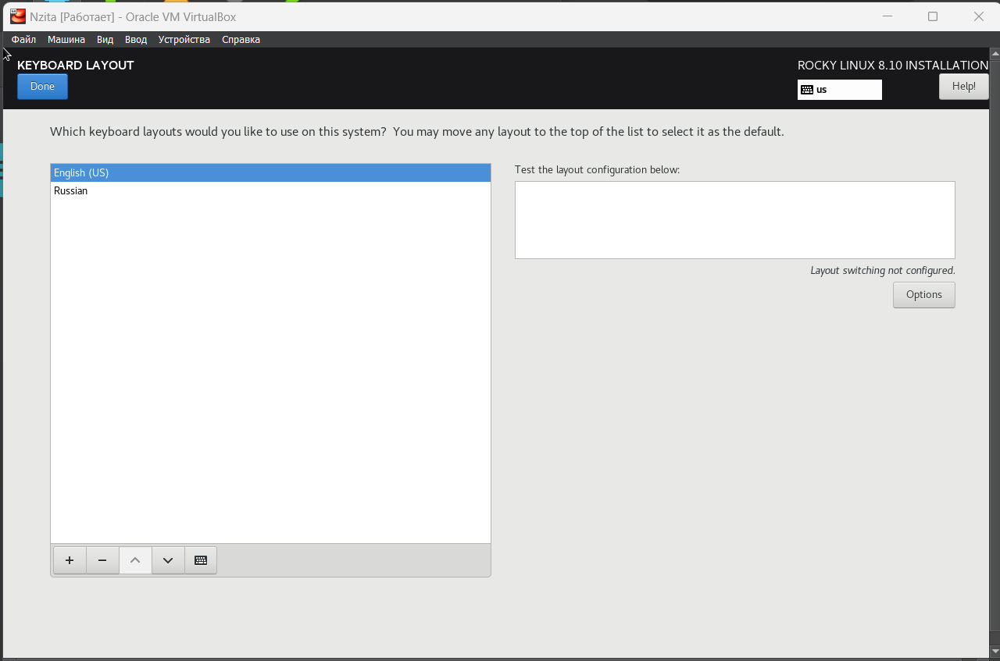 Nzita [Работает] - Oracle VM VirtualBox
Файл Машина Вид Ввод Устройства Справка
KEYBOARD LAYOUT
ROCKY LINUX 8.10 INSTALLATION
Done
us
Help!
Which keyboard layouts would you like to use on this system?  You may move any layout to the top of the list to select it as the default.
English (US)
Russian
Test the layout configuration below:
Layout switching not configured.
Options